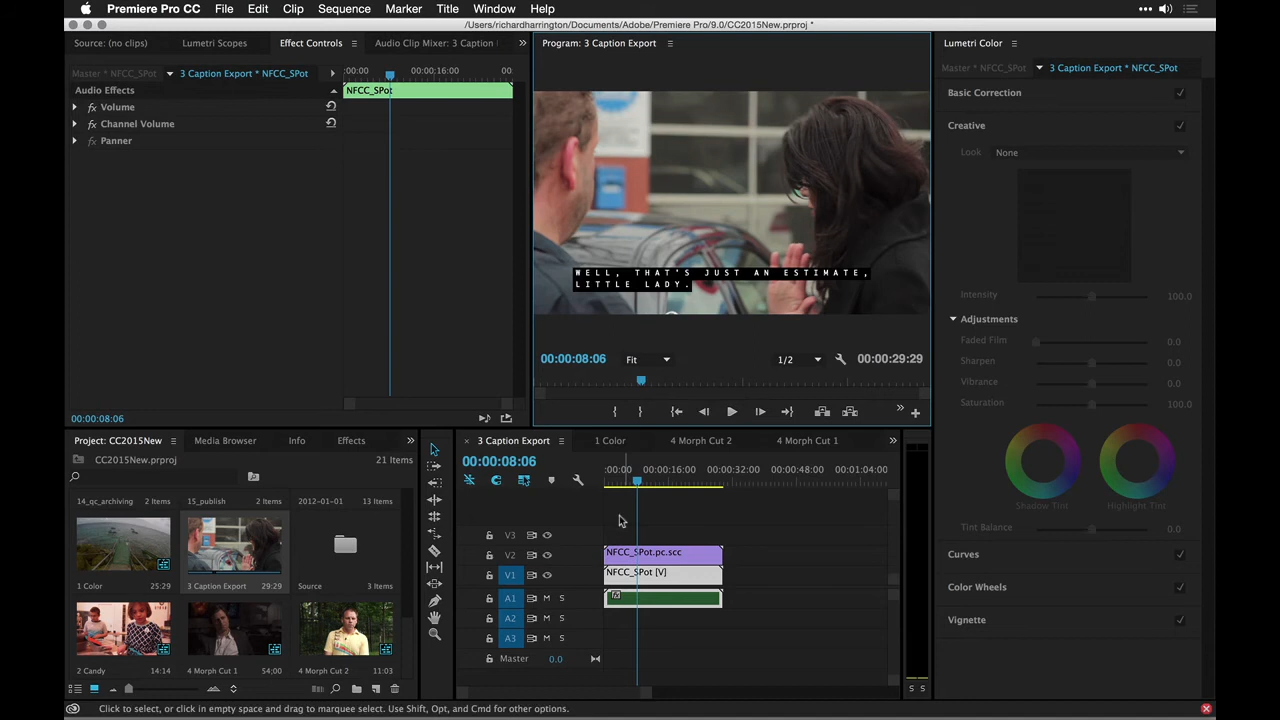 Premiere Pro CC File Edit Clip Sequence Marker Title Window Help
/Users/richardharrington/Documents/Adobe/Premiere Pro/9.0/CC2015New.prproj *
Source: (no clips) Lumetri Scopes Effect Controls Audio Clip Mixer: 3 Caption
Master * NFCC_SPot 3 Caption Export * NFCC_SPot
:00:00 00:00:16:00 00:
Audio Effects
NFCC_SPot
fx Volume
fx Channel Volume
fx Panner
00:00:08:06
Program: 3 Caption Export
WELL, THAT'S JUST AN ESTIMATE,
LITTLE LADY.
00:00:08:06 Fit 1/2 00:00:29:29
Lumetri Color
Master * NFCC_SPot 3 Caption Export * NFCC_SPot
Basic Correction
Creative
Look None
Intensity 100.0
Adjustments
Faded Film 0.0
Sharpen 0.0
Vibrance 0.0
Saturation 100.0
Shadow Tint Highlight Tint
Tint Balance 0.0
Curves
Color Wheels
Vignette
Project: CC2015New Media Browser Info Effects
CC2015New.prproj 21 Items
14_qc_archiving 2 Items 15_publish 2 Items 2012-01-01 13 Items
1 Color 25:29 3 Caption Export 29:29 Source 3 Items
2 Candy 14:14 4 Morph Cut 1 54;00 4 Morph Cut 2 11:03
3 Caption Export 1 Color 4 Morph Cut 2 4 Morph Cut 1
00:00:08:06
:00:00 00:00:16:00 00:00:32:00 00:00:48:00 00:01:04:00
V3
V2 NFCC_SPot.pc.scc
V1 NFCC_SPot [V]
A1 M S fx
A2 M S
A3 M S
Master 0.0
S S
Click to select, or click in empty space and drag to marquee select. Use Shift, Opt, and Cmd for other options.